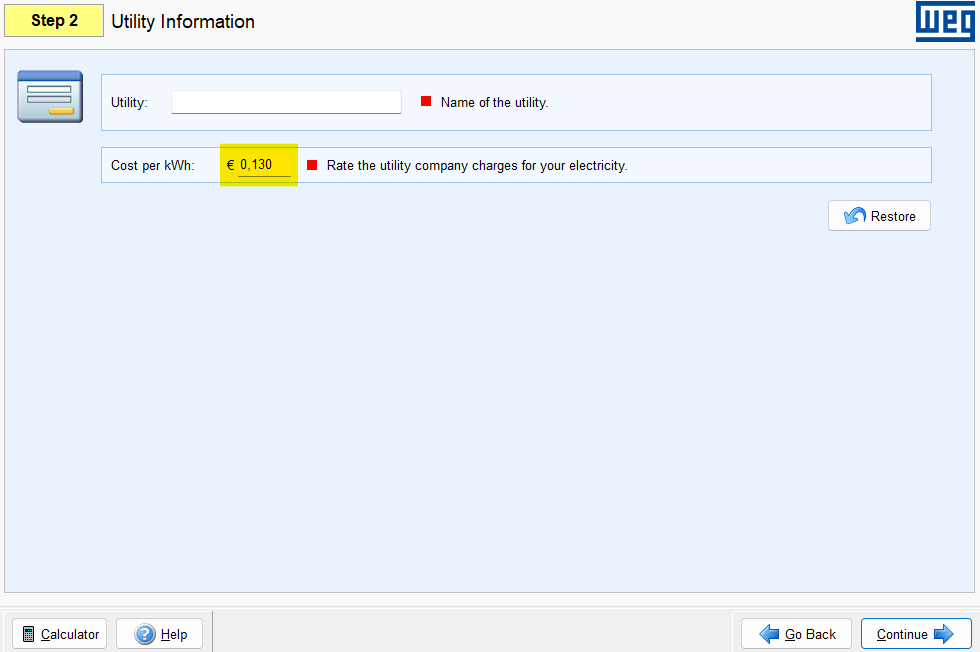 Step 2 Utility Information
weg
Utility: Name of the utility.
Cost per kWh: € 0,130 Rate the utility company charges for your electricity.
Restore
Calculator Help Go Back Continue